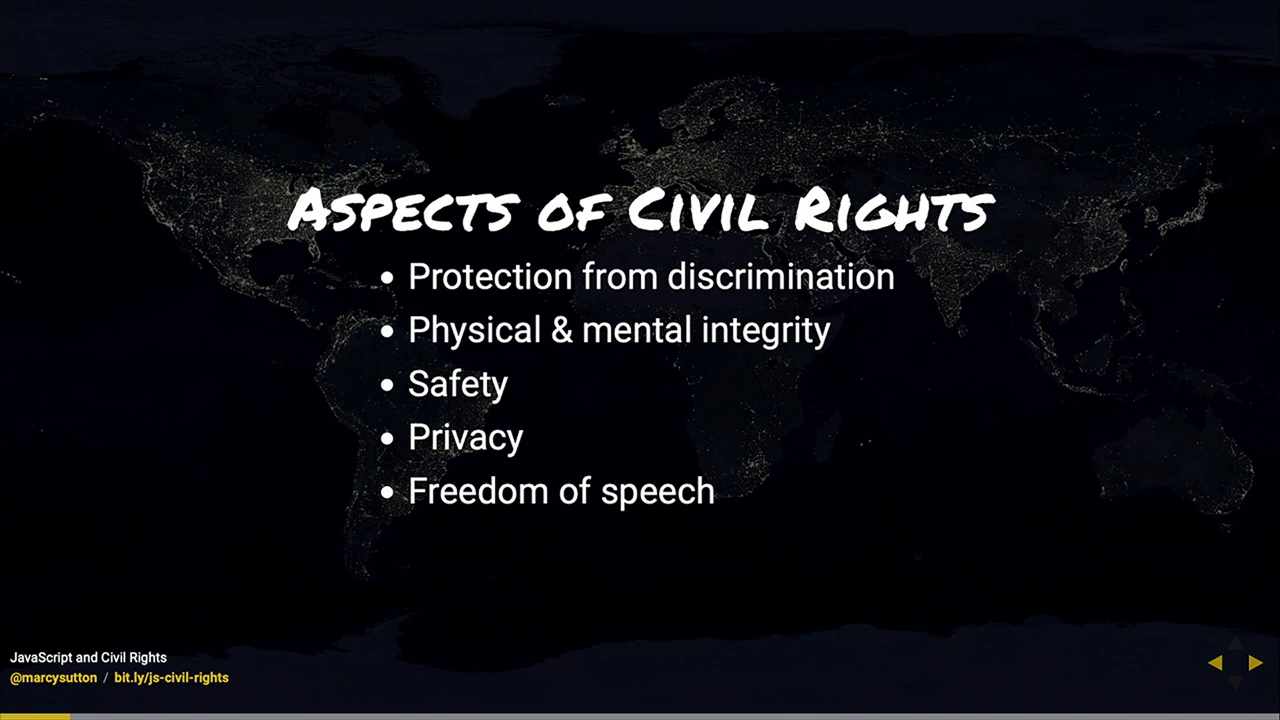 Aspects of Civil Rights
• Protection from discrimination
• Physical & mental integrity
• Safety
• Privacy
• Freedom of speech
JavaScript and Civil Rights
@marcysutton / bit.ly/js-civil-rights